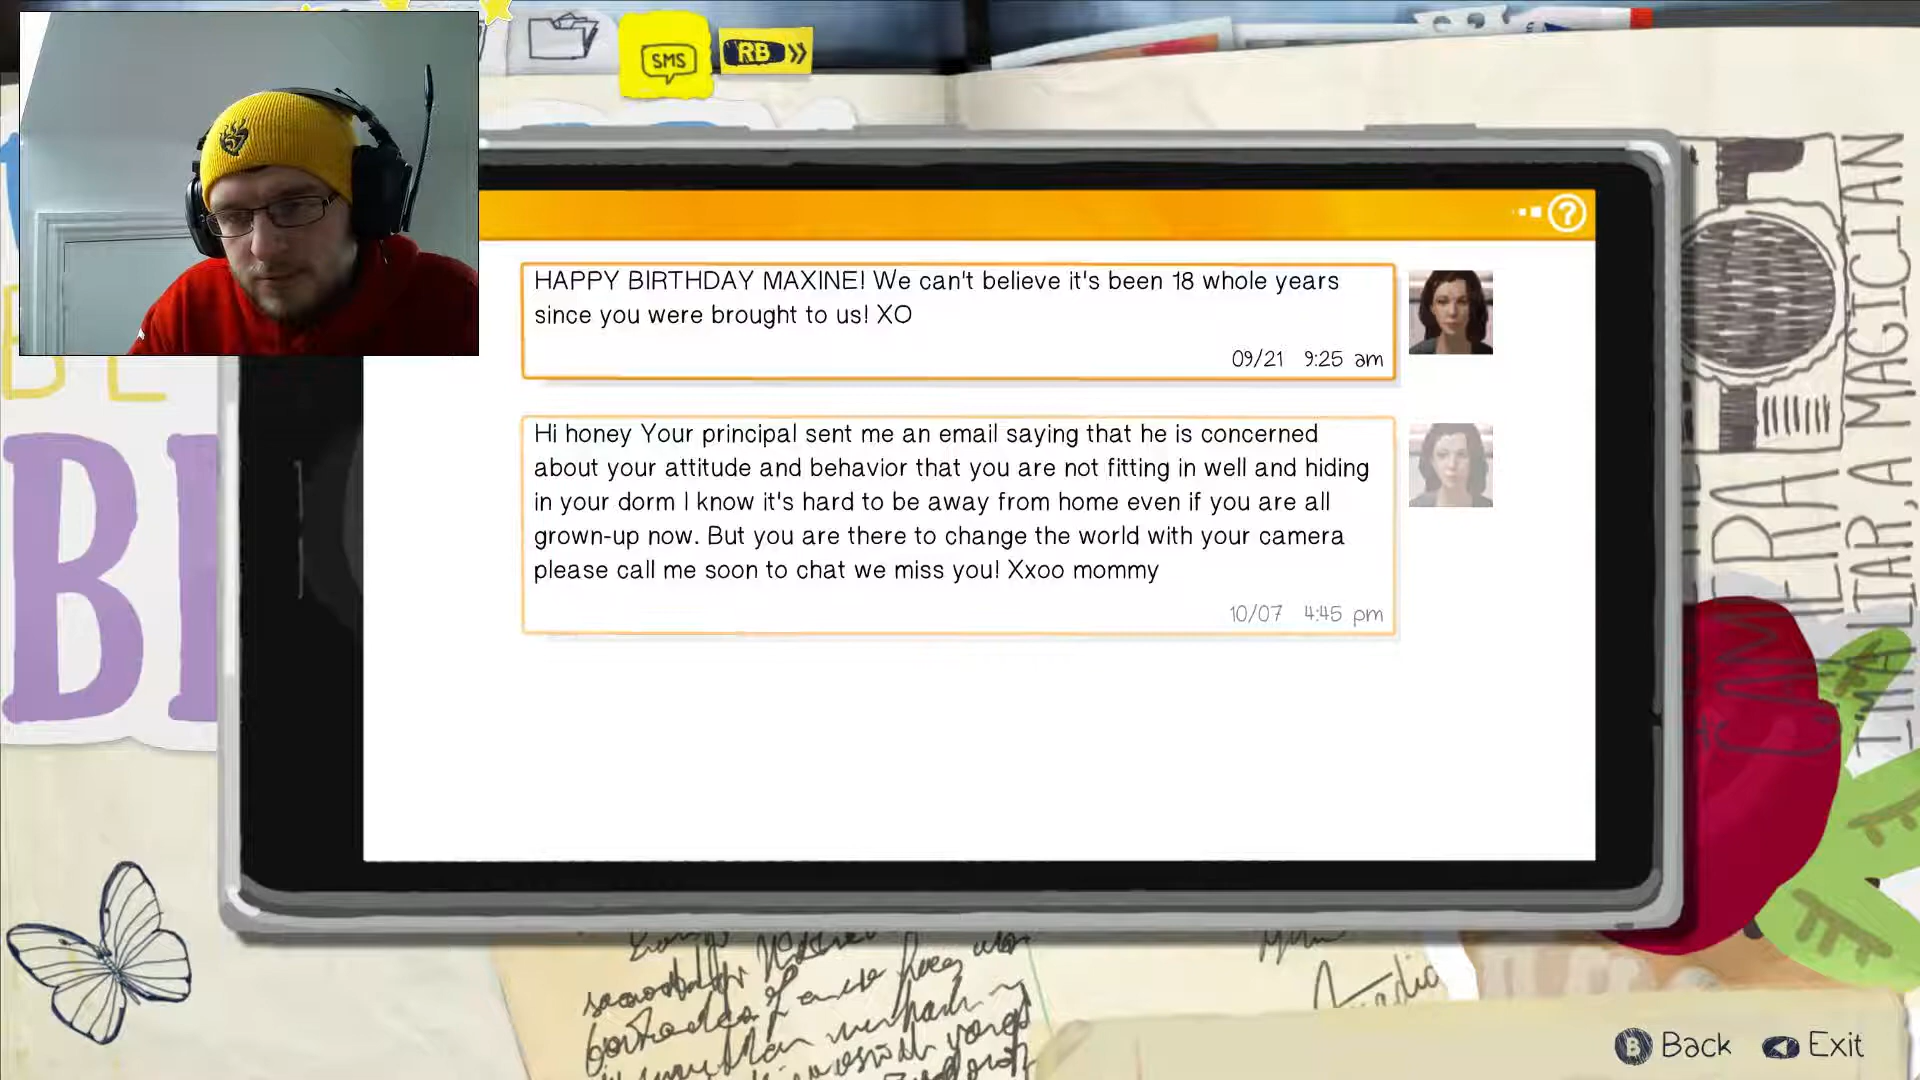 SMS
RB
HAPPY BIRTHDAY MAXINE! We can't believe it's been 18 whole years
since you were brought to us! XO
09/21 9:25 am
Hi honey Your principal sent me an email saying that he is concerned
about your attitude and behavior that you are not fitting in well and hiding
in your dorm I know it's hard to be away from home even if you are all
grown-up now. But you are there to change the world with your camera
please call me soon to chat we miss you! Xxoo mommy
10/07 4:45 pm
LIAR, A MAGICIAN
B Back
Exit